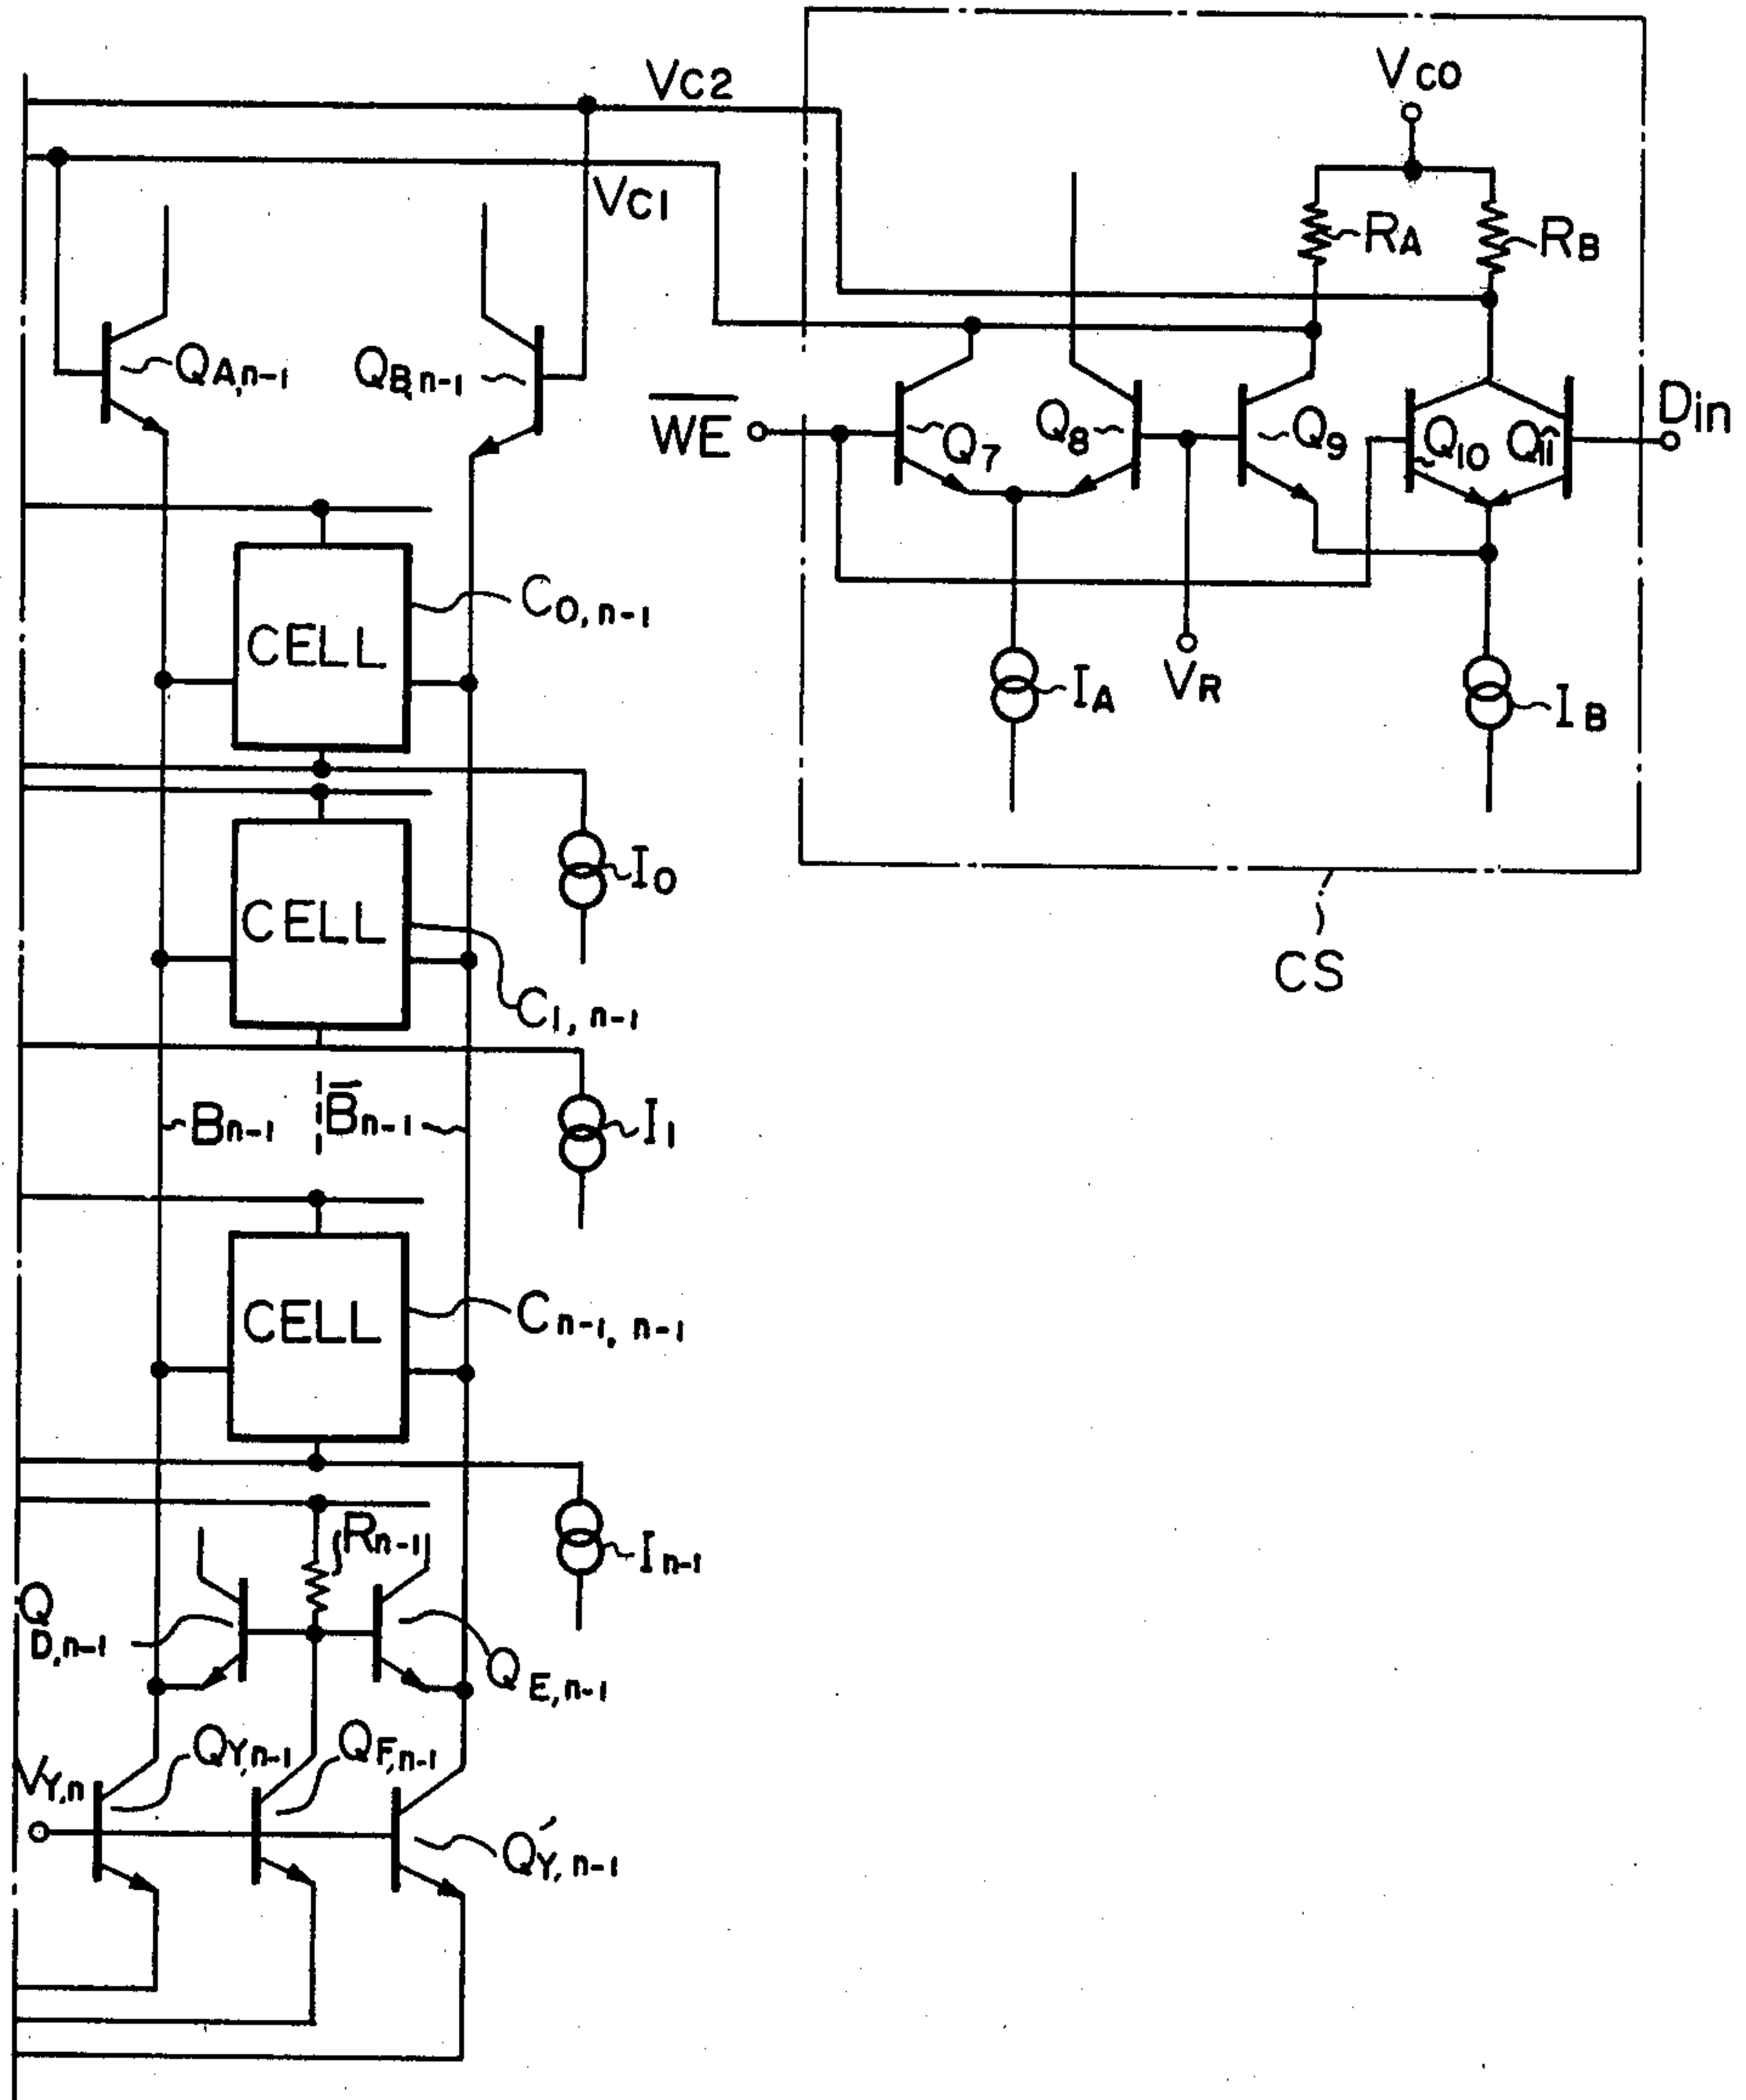 VC2
VC0
VC1
RA
RB
QA,n-1
QB,n-1
WE
Q7
Q8
Q9
Q10
Q11
Din
C0,n-1
CELL
IA
VR
IB
I0
CELL
CS
C1,n-1
Bn-1
B̅n-1
I1
CELL
Cn-1,n-1
Rn-1
In-1
QD,n-1
QE,n-1
QY,n-1
QF,n-1
VY,n
Q'Y,n-1